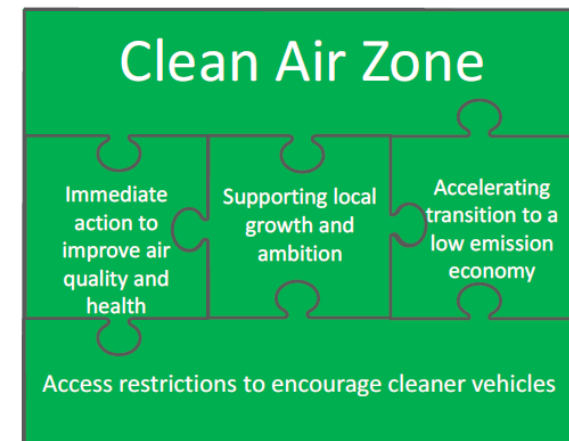 Clean Air Zone
Immediate
action to
improve air
quality and
health
Supporting local
growth and
ambition
Accelerating
transition to a
low emission
economy
Access restrictions to encourage cleaner vehicles